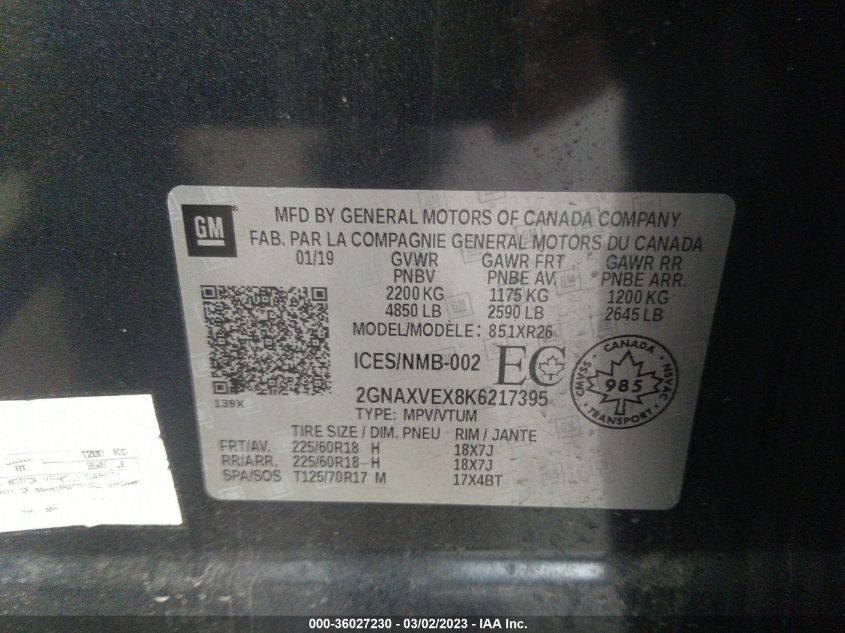 GM
MFD BY GENERAL MOTORS OF CANADA COMPANY
FAB. PAR LA COMPAGNIE GENERAL MOTORS DU CANADA
01/19 GVWR GAWR FRT GAWR RR
PNBV PNBE AV. PNBE ARR.
2200 KG 1175 KG 1200 KG
4850 LB 2590 LB 2645 LB
MODEL/MODÈLE: 851XR26
ICES/NMB-002 EC
CANADA
CMVSS 985 NSVAC
TRANSPORT
139X
2GNAXVEX8K6217395
TYPE: MPV/VTUM
TIRE SIZE / DIM. PNEU RIM / JANTE
FRT/AV. 225/60R18 H 18X7J
RR/ARR. 225/60R18 H 18X7J
SPA/SOS T125/70R17 M 17X4BT
1200 KG
000-36027230 - 03/02/2023 - IAA Inc.